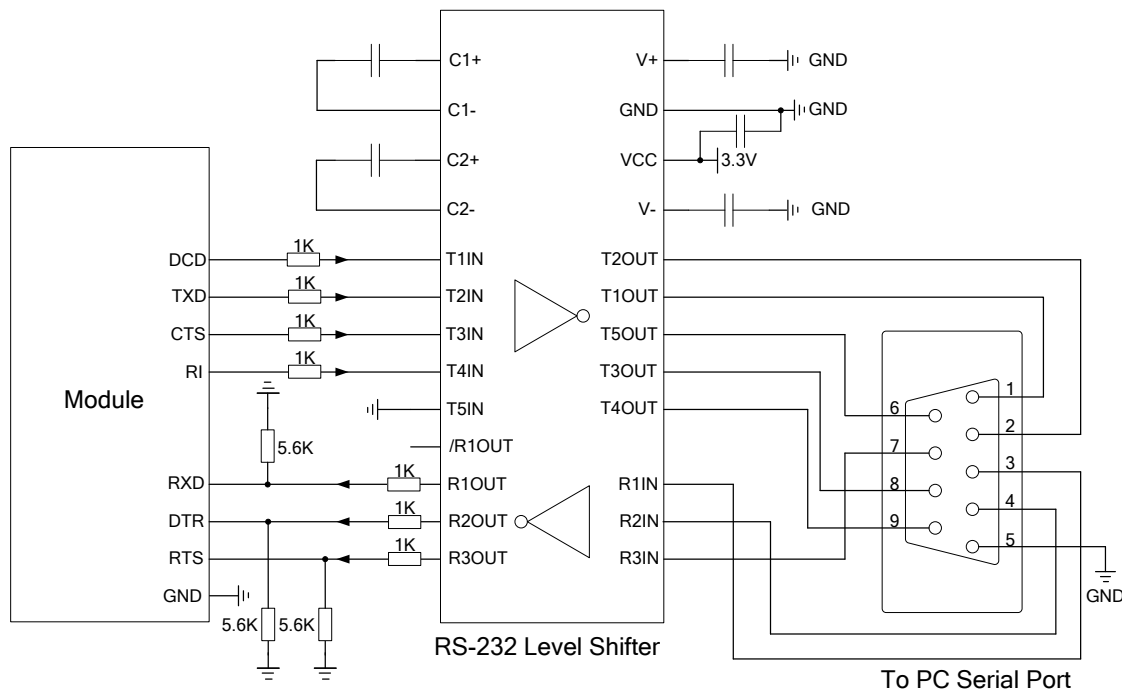 C1+
V+
GND
C1-
GND
GND
C2+
VCC
3.3V
C2-
V-
GND
DCD
1K
T1IN
T2OUT
TXD
1K
T2IN
T1OUT
CTS
1K
T3IN
T5OUT
RI
1K
T4IN
T3OUT
Module
T5IN
T4OUT
5.6K
/R1OUT
RXD
1K
R1OUT
R1IN
DTR
1K
R2OUT
R2IN
RTS
1K
R3OUT
R3IN
GND
5.6K
5.6K
1
6
2
7
3
8
4
9
5
GND
RS-232 Level Shifter
To PC Serial Port